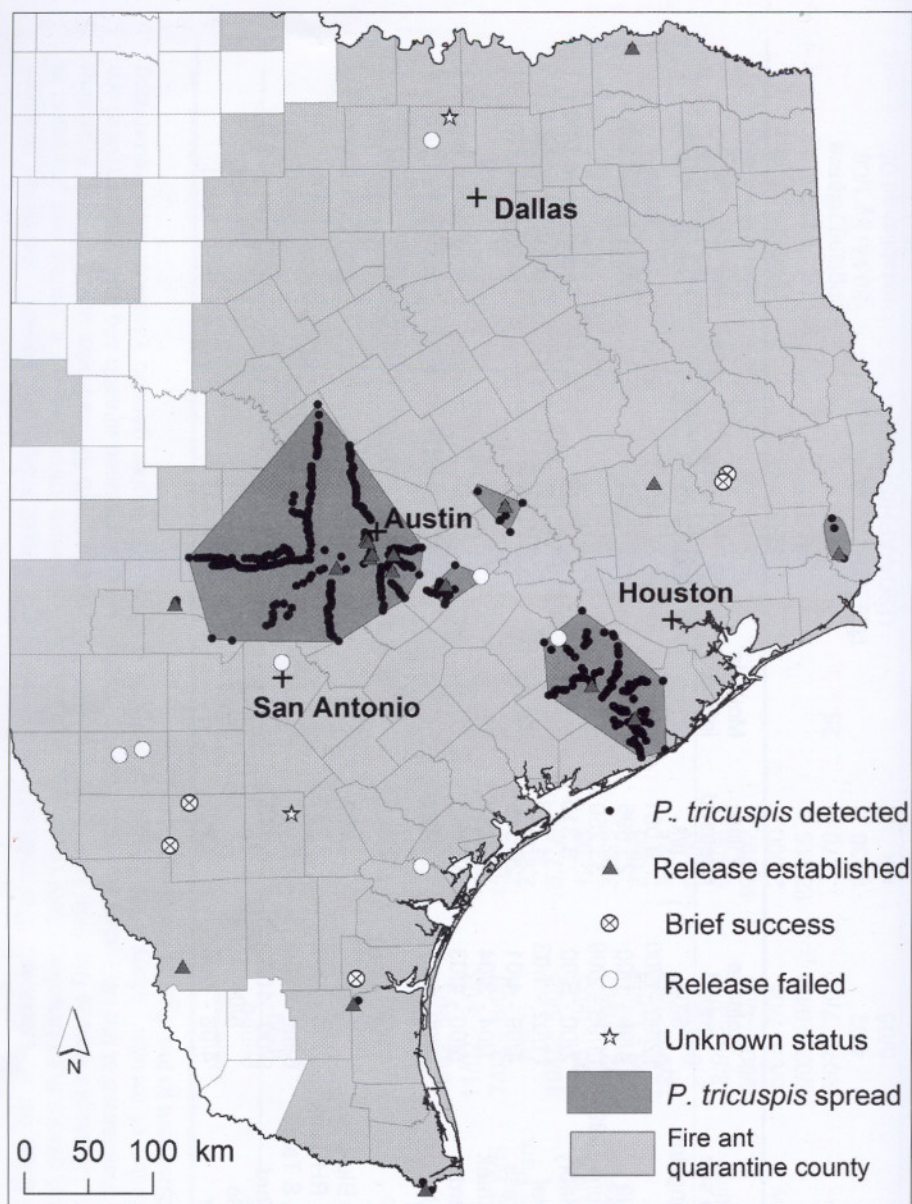 Dallas
Austin
Houston
San Antonio
P. tricuspis detected
Release established
Brief success
Release failed
Unknown status
P. tricuspis spread
Fire ant
quarantine county
N
0 50 100 km